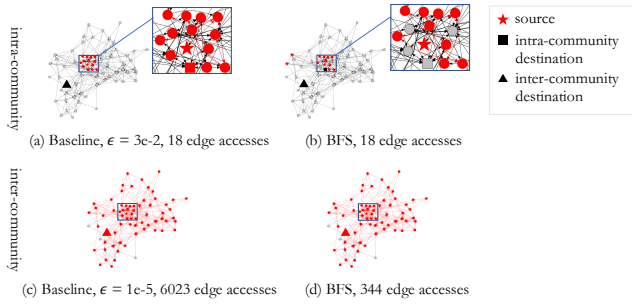 intra-community
source
intra-community
destination
inter-community
destination
(a) Baseline, ϵ = 3e-2, 18 edge accesses
(b) BFS, 18 edge accesses
inter-community
(c) Baseline, ϵ = 1e-5, 6023 edge accesses
(d) BFS, 344 edge accesses